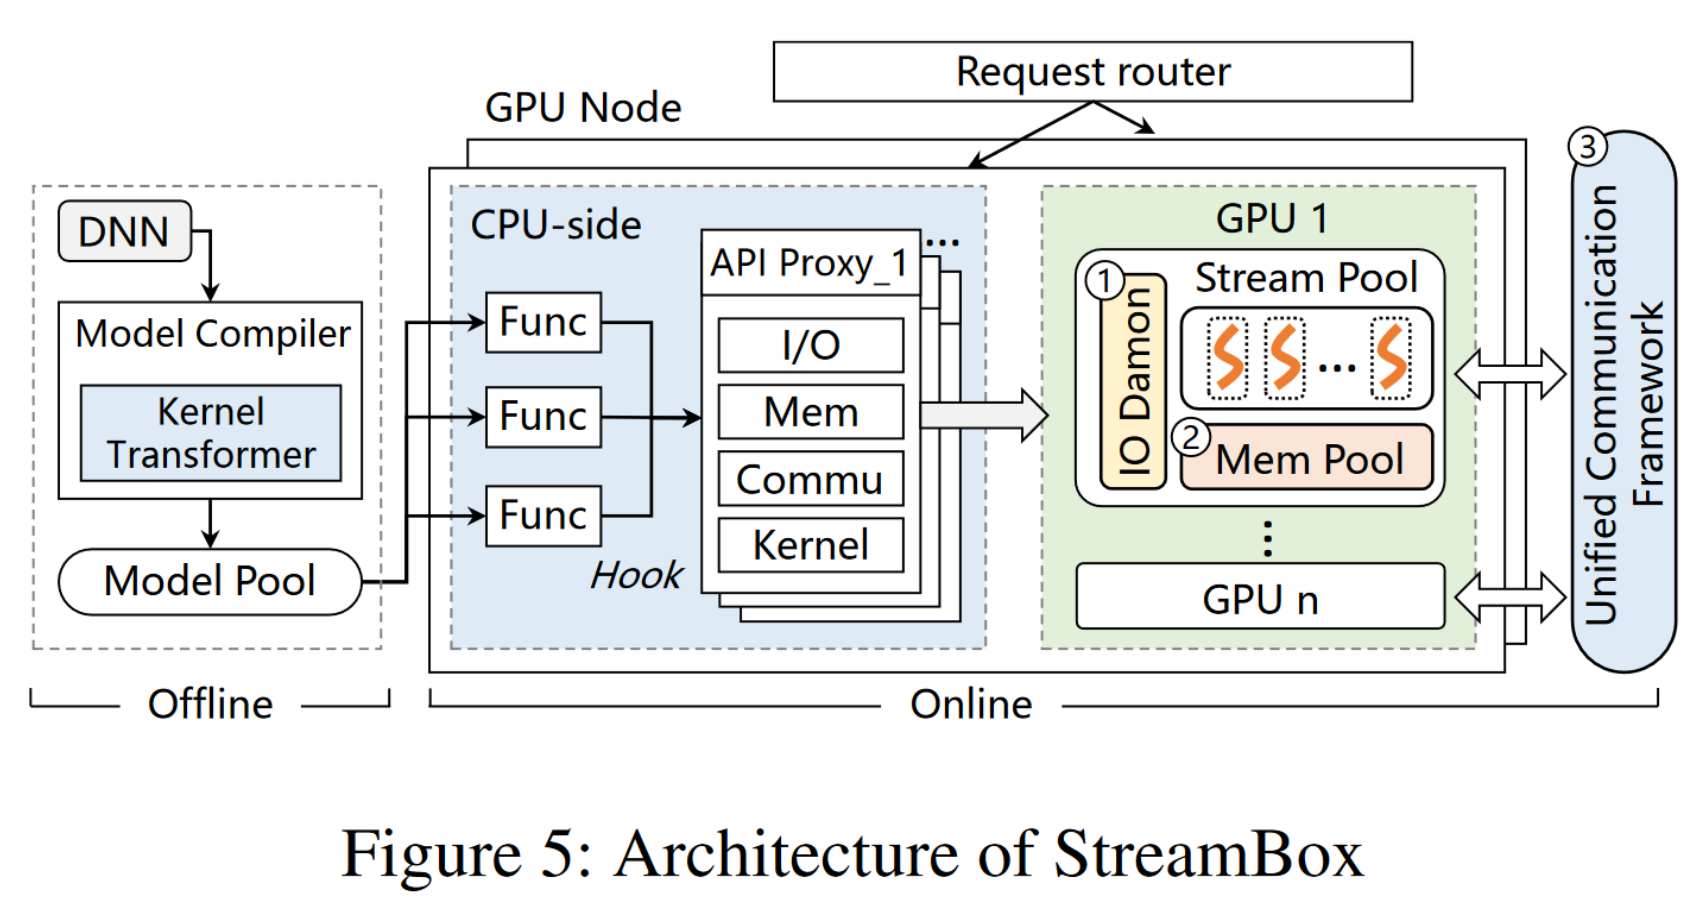 Request router
GPU Node
DNN
Model Compiler
Kernel
Transformer
Model Pool
Offline
CPU-side
Func
Func
Func
Hook
API Proxy_1
...
I/O
Mem
Commu
Kernel
GPU 1
1
IO Damon
Stream Pool
...
2
Mem Pool
...
GPU n
Online
3
Unified Communication
Framework
Figure 5: Architecture of StreamBox